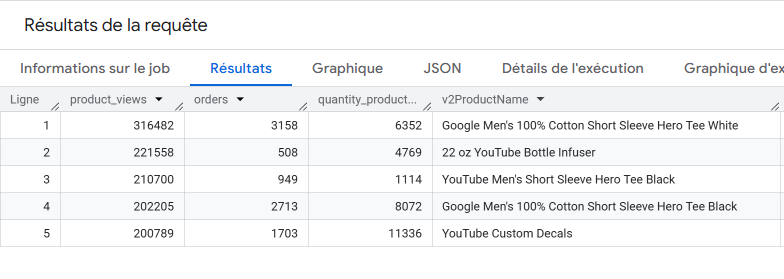 Résultats de la requête
Informations sur le job Résultats Graphique JSON Détails de l'exécution Graphique d'ex
Ligne product_views orders quantity_product... v2ProductName
1 316482 3158 6352 Google Men's 100% Cotton Short Sleeve Hero Tee White
2 221558 508 4769 22 oz YouTube Bottle Infuser
3 210700 949 1114 YouTube Men's Short Sleeve Hero Tee Black
4 202205 2713 8072 Google Men's 100% Cotton Short Sleeve Hero Tee Black
5 200789 1703 11336 YouTube Custom Decals